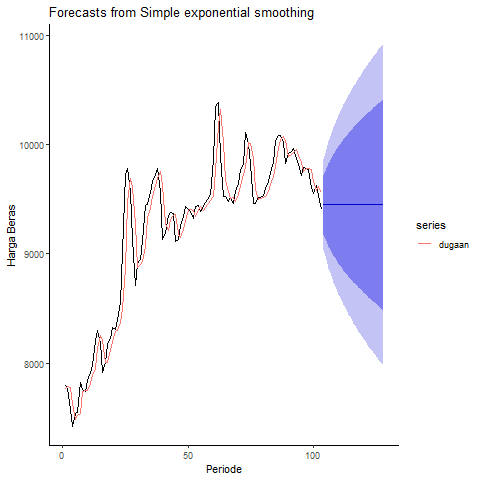 Forecasts from Simple exponential smoothing
11000
10000
9000
8000
Harga Beras
0
50
100
Periode
series
dugaan